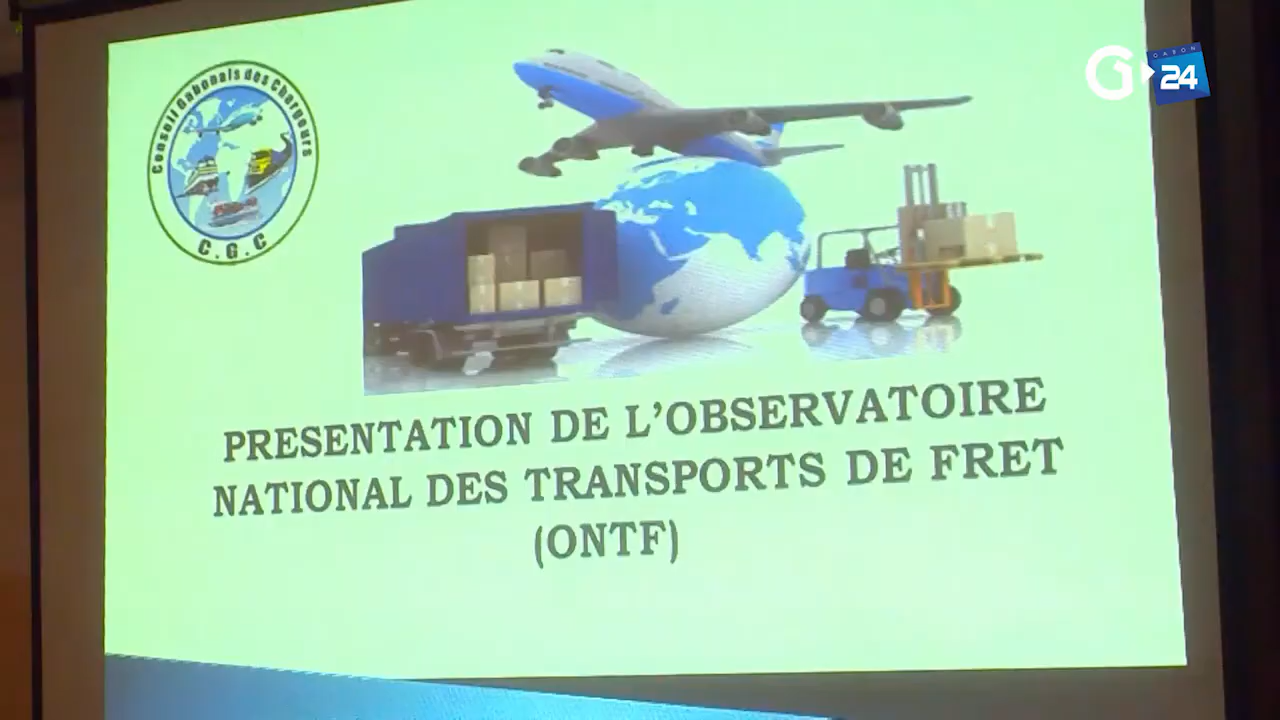 Conseil Gabonais des Chargeurs
C.G.C
G
GABON
24
PRESENTATION DE L'OBSERVATOIRE
NATIONAL DES TRANSPORTS DE FRET
(ONTF)